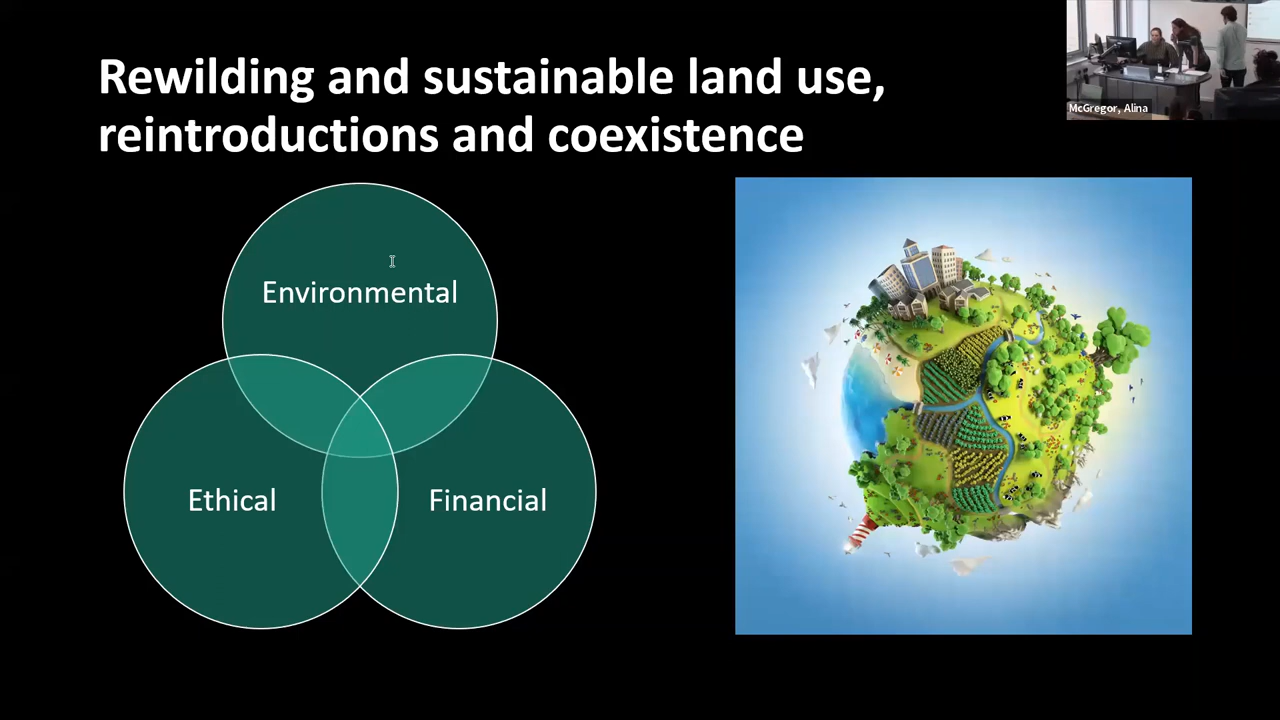 Rewilding and sustainable land use,
reintroductions and coexistence
McGregor, Alina
Environmental
Ethical
Financial